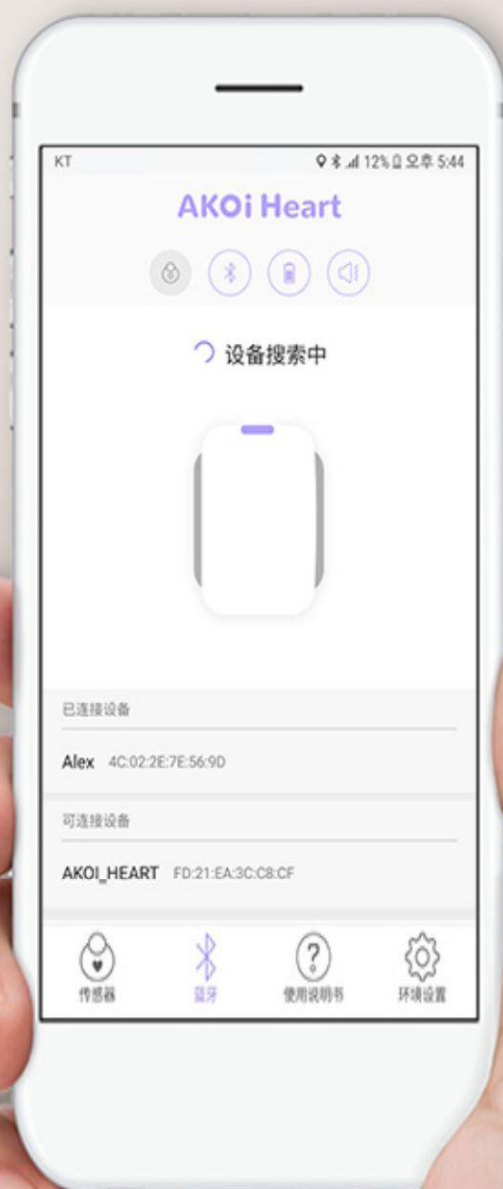 KT 12% 오후 5:44
AKOi Heart
设备搜索中
已连接设备
Alex 4C:02:2E:7E:56:9D
可连接设备
AKOI_HEART FD:21:EA:3C:C8:CF
传感器 蓝牙 使用说明书 环境设置